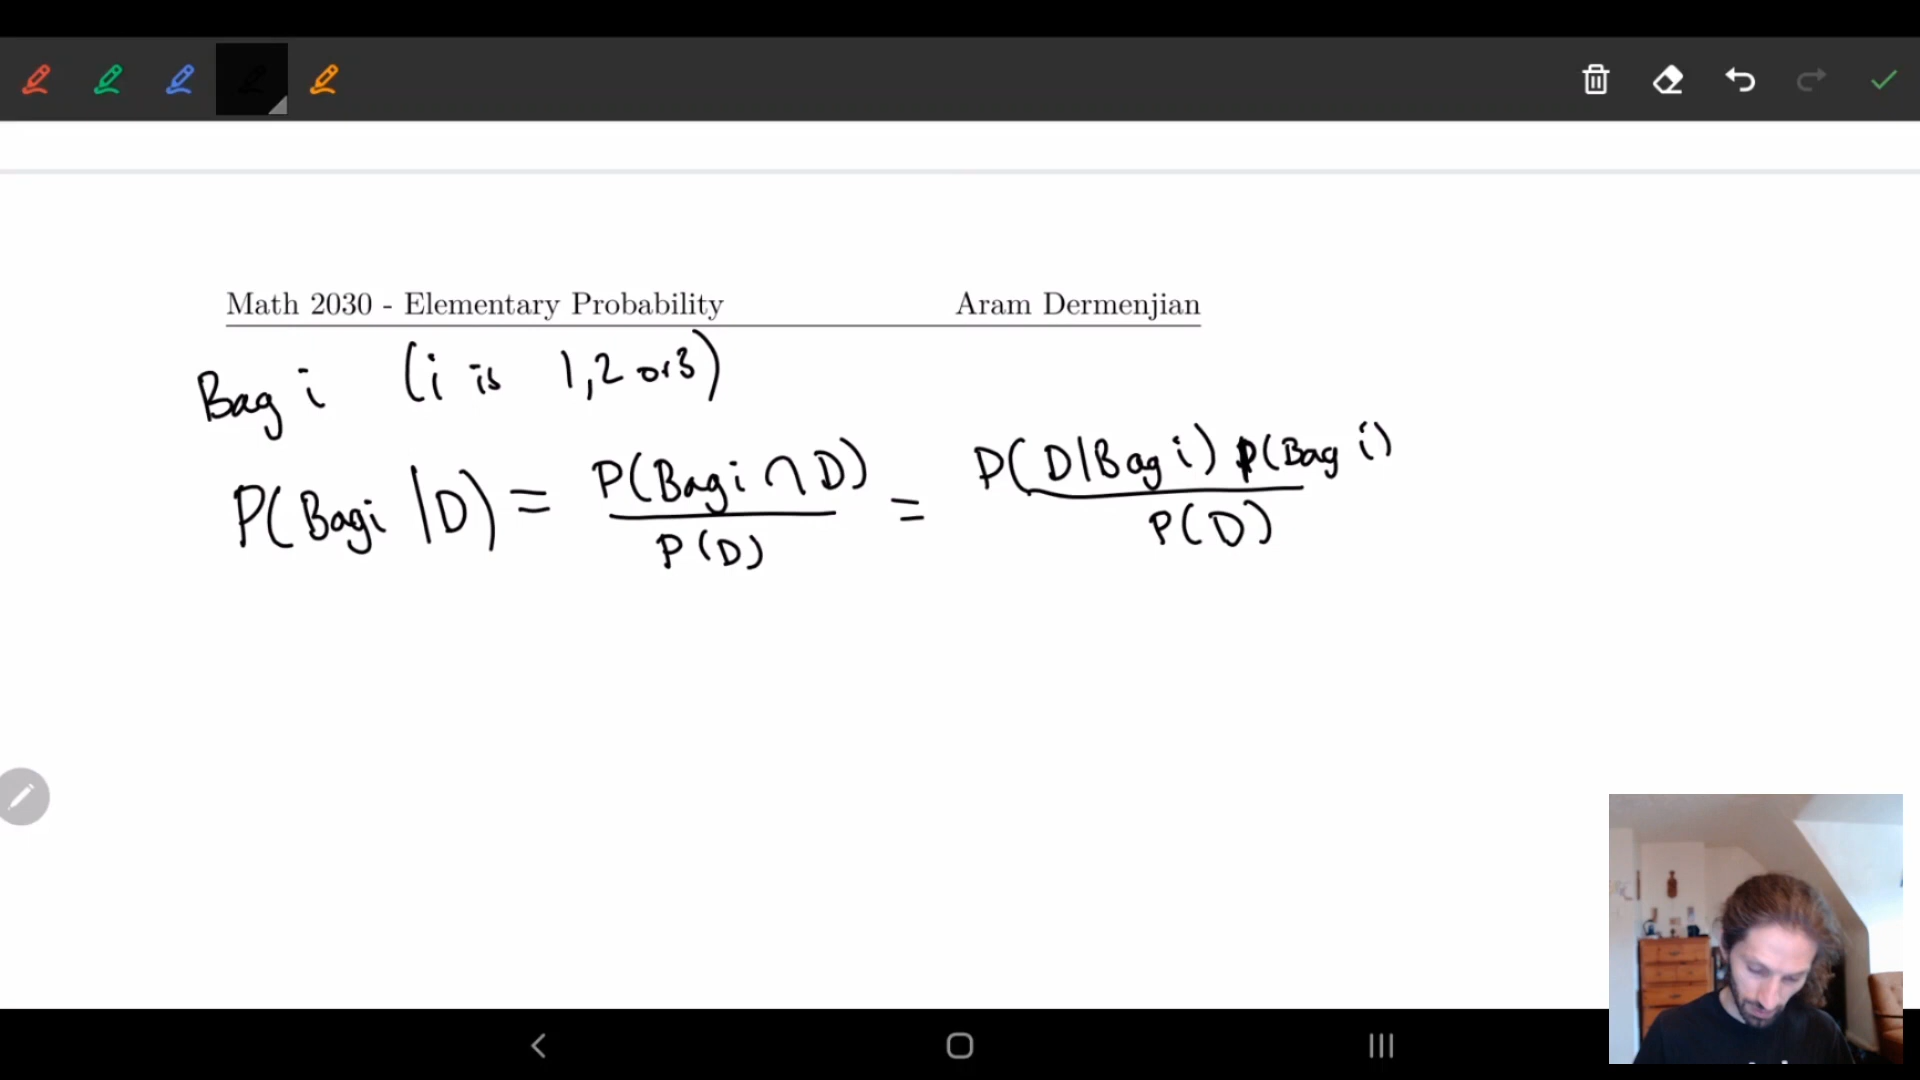 Math 2030 - Elementary Probability Aram Dermenjian
Bag i (i is 1,2 or 3)
P(Bag i | D) = P(Bag i ∩ D) / P(D) = P(D|Bag i) P(Bag i) / P(D)